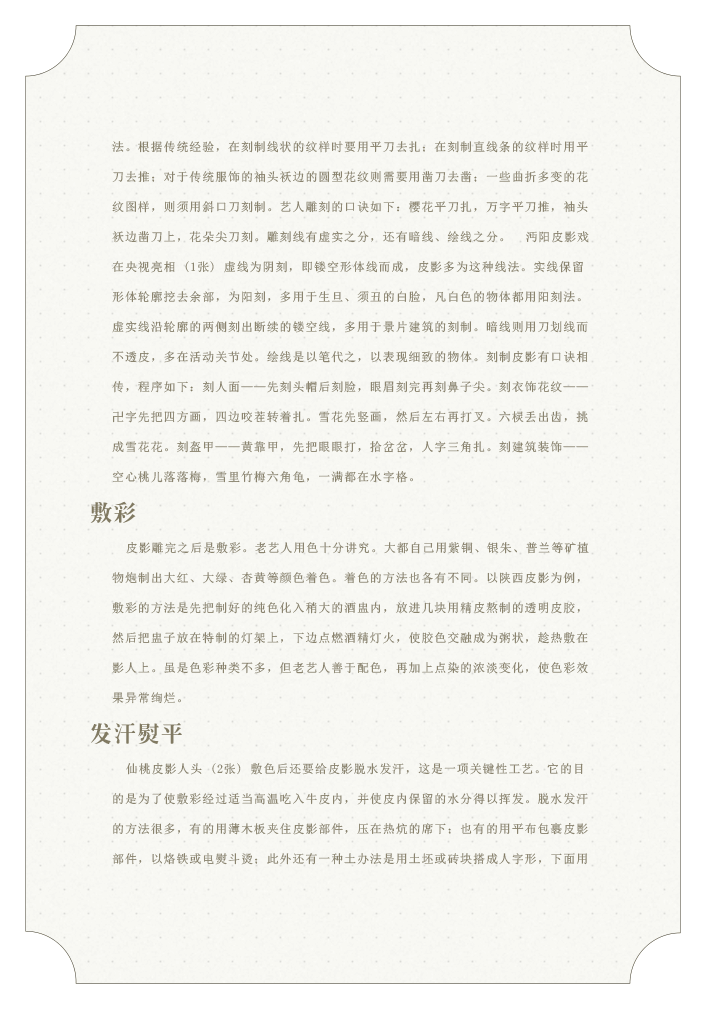 法。根据传统经验，在刻制线状的纹样时要用平刀去扎；在刻制直线条的纹样时用平
刀去推；对于传统服饰的袖头袄边的圆型花纹则需要用凿刀去凿；一些曲折多变的花
纹图样，则须用斜口刀刻制。艺人雕刻的口诀如下：樱花平刀扎，万字平刀推，袖头
袄边凿刀上，花朵尖刀刻。雕刻线有虚实之分，还有暗线、绘线之分。 沔阳皮影戏
在央视亮相 (1张) 虚线为阴刻，即镂空形体线而成，皮影多为这种线法。实线保留
形体轮廓挖去余部，为阳刻，多用于生旦、须丑的白脸，凡白色的物体都用阳刻法。
虚实线沿轮廓的两侧刻出断续的镂空线，多用于景片建筑的刻制。暗线则用刀划线而
不透皮，多在活动关节处。绘线是以笔代之，以表现细致的物体。刻制皮影有口诀相
传，程序如下：刻人面——先刻头帽后刻脸，眼眉刻完再刻鼻子尖。刻衣饰花纹——
卍字先把四方画，四边咬茬转着扎。雪花先竖画，然后左右再打叉。六棂丢出齿，挑
成雪花花。刻盔甲——黄靠甲，先把眼眼打，拾岔岔，人字三角扎。刻建筑装饰——
空心桃儿落落梅，雪里竹梅六角龟，一满都在水字格。
敷彩
皮影雕完之后是敷彩。老艺人用色十分讲究。大都自己用紫铜、银朱、普兰等矿植
物炮制出大红、大绿、杏黄等颜色着色。着色的方法也各有不同。以陕西皮影为例，
敷彩的方法是先把制好的纯色化入稍大的酒盅内，放进几块用精皮熬制的透明皮胶，
然后把盅子放在特制的灯架上，下边点燃酒精灯火，使胶色交融成为粥状，趁热敷在
影人上。虽是色彩种类不多，但老艺人善于配色，再加上点染的浓淡变化，使色彩效
果异常绚烂。
发汗熨平
仙桃皮影人头 (2张) 敷色后还要给皮影脱水发汗，这是一项关键性工艺。它的目
的是为了使敷彩经过适当高温吃入牛皮内，并使皮内保留的水分得以挥发。脱水发汗
的方法很多，有的用薄木板夹住皮影部件，压在热炕的席下；也有的用平布包裹皮影
部件，以烙铁或电熨斗烫；此外还有一种土办法是用土坯或砖块搭成人字形，下面用